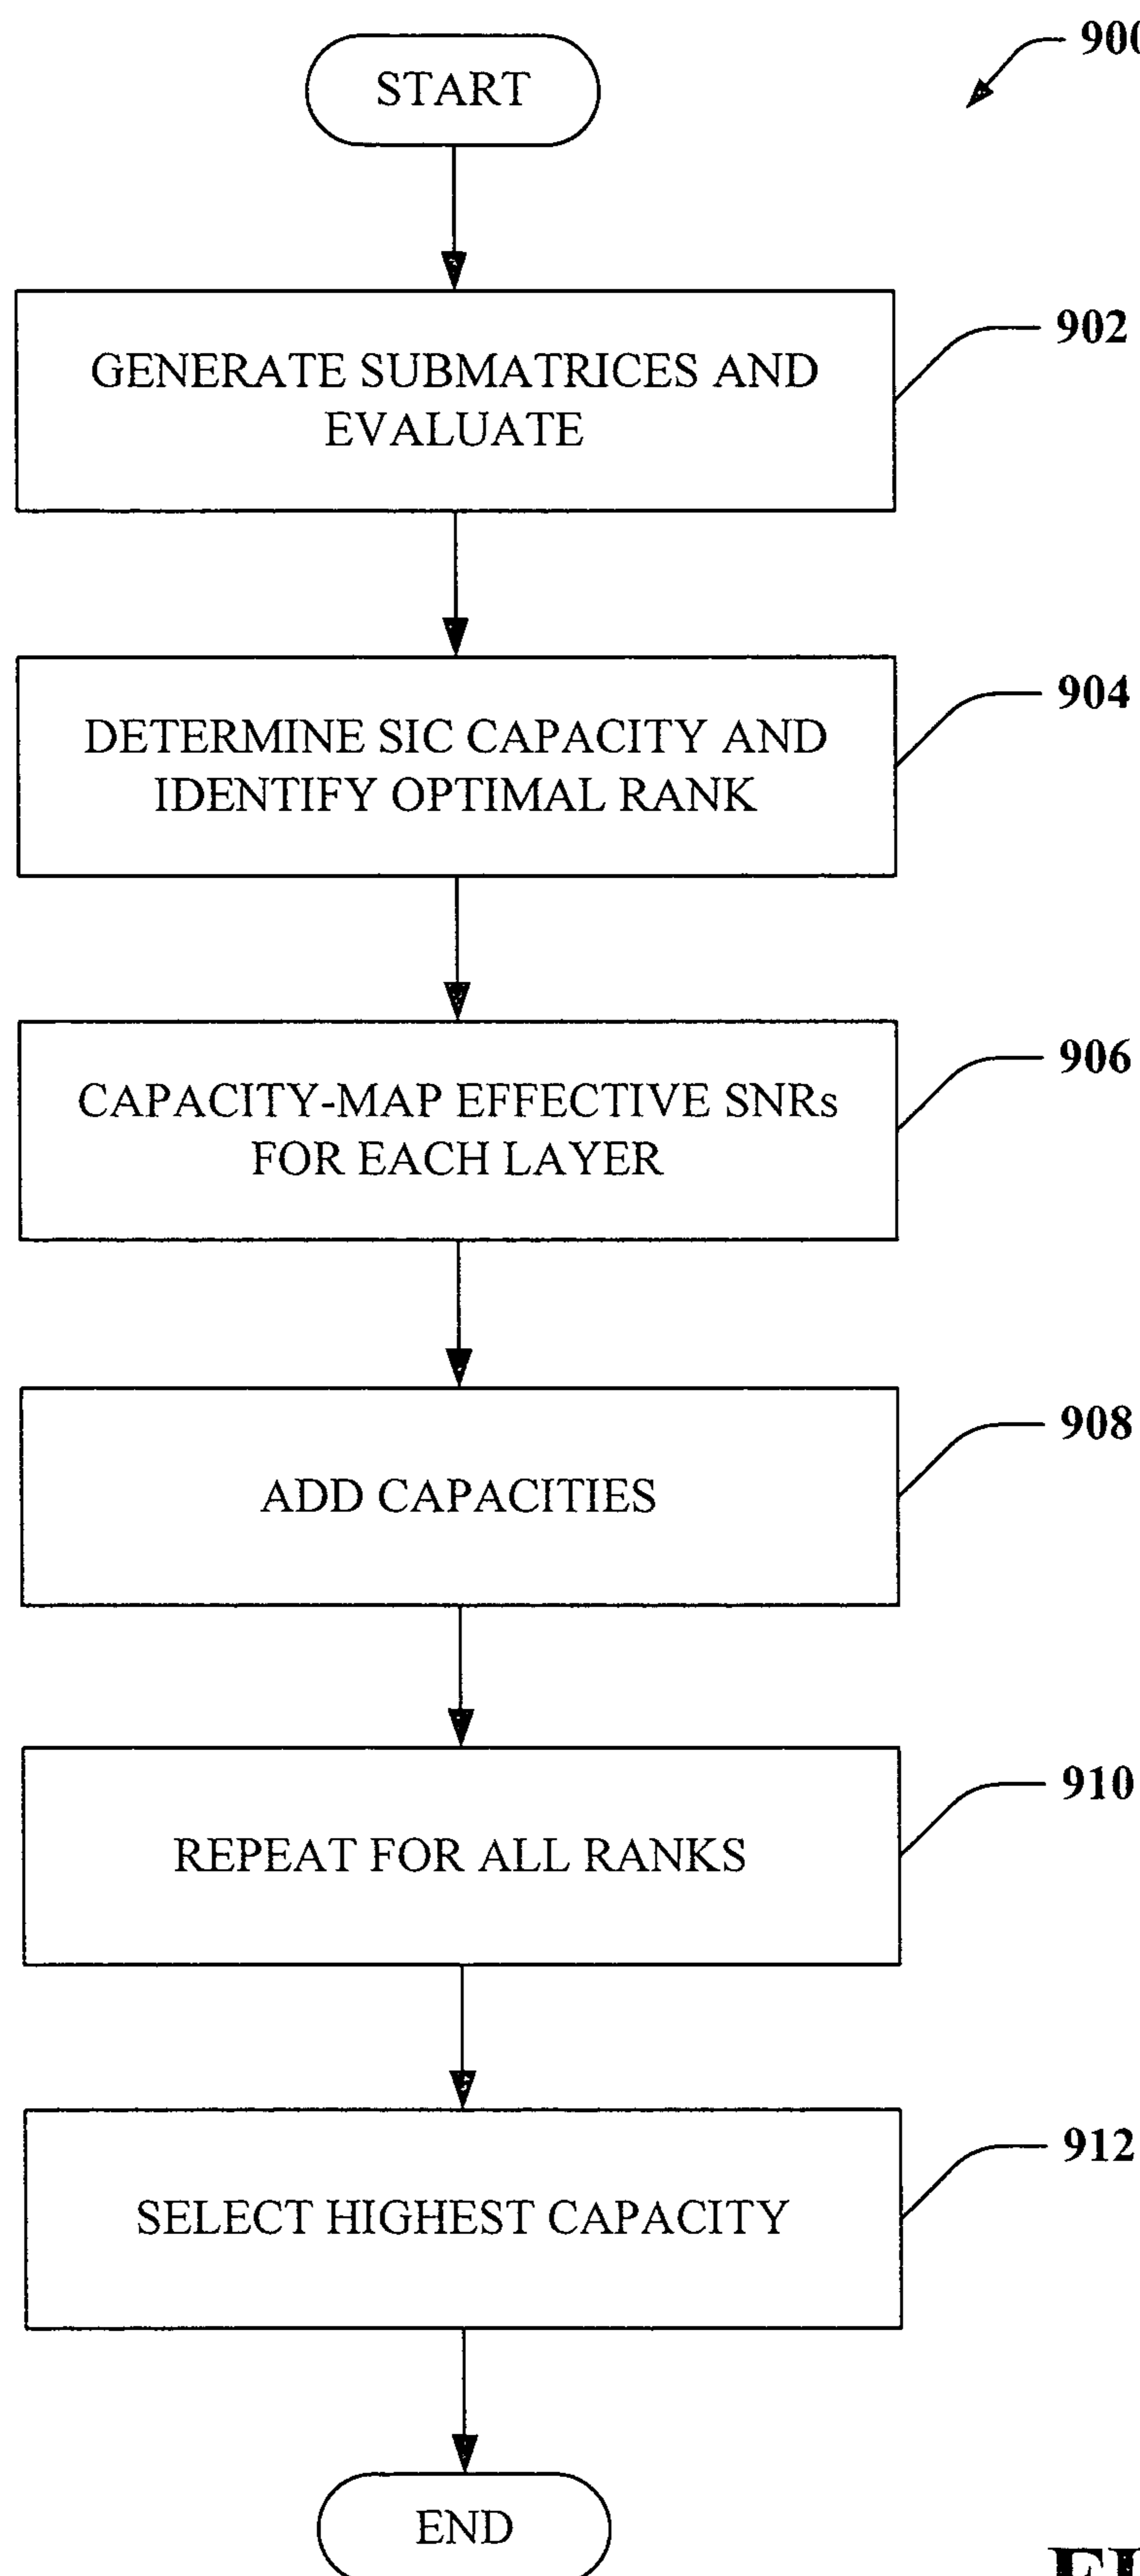 900
START
GENERATE SUBMATRICES AND
EVALUATE
902
DETERMINE SIC CAPACITY AND
IDENTIFY OPTIMAL RANK
904
CAPACITY-MAP EFFECTIVE SNRs
FOR EACH LAYER
906
ADD CAPACITIES
908
REPEAT FOR ALL RANKS
910
SELECT HIGHEST CAPACITY
912
END